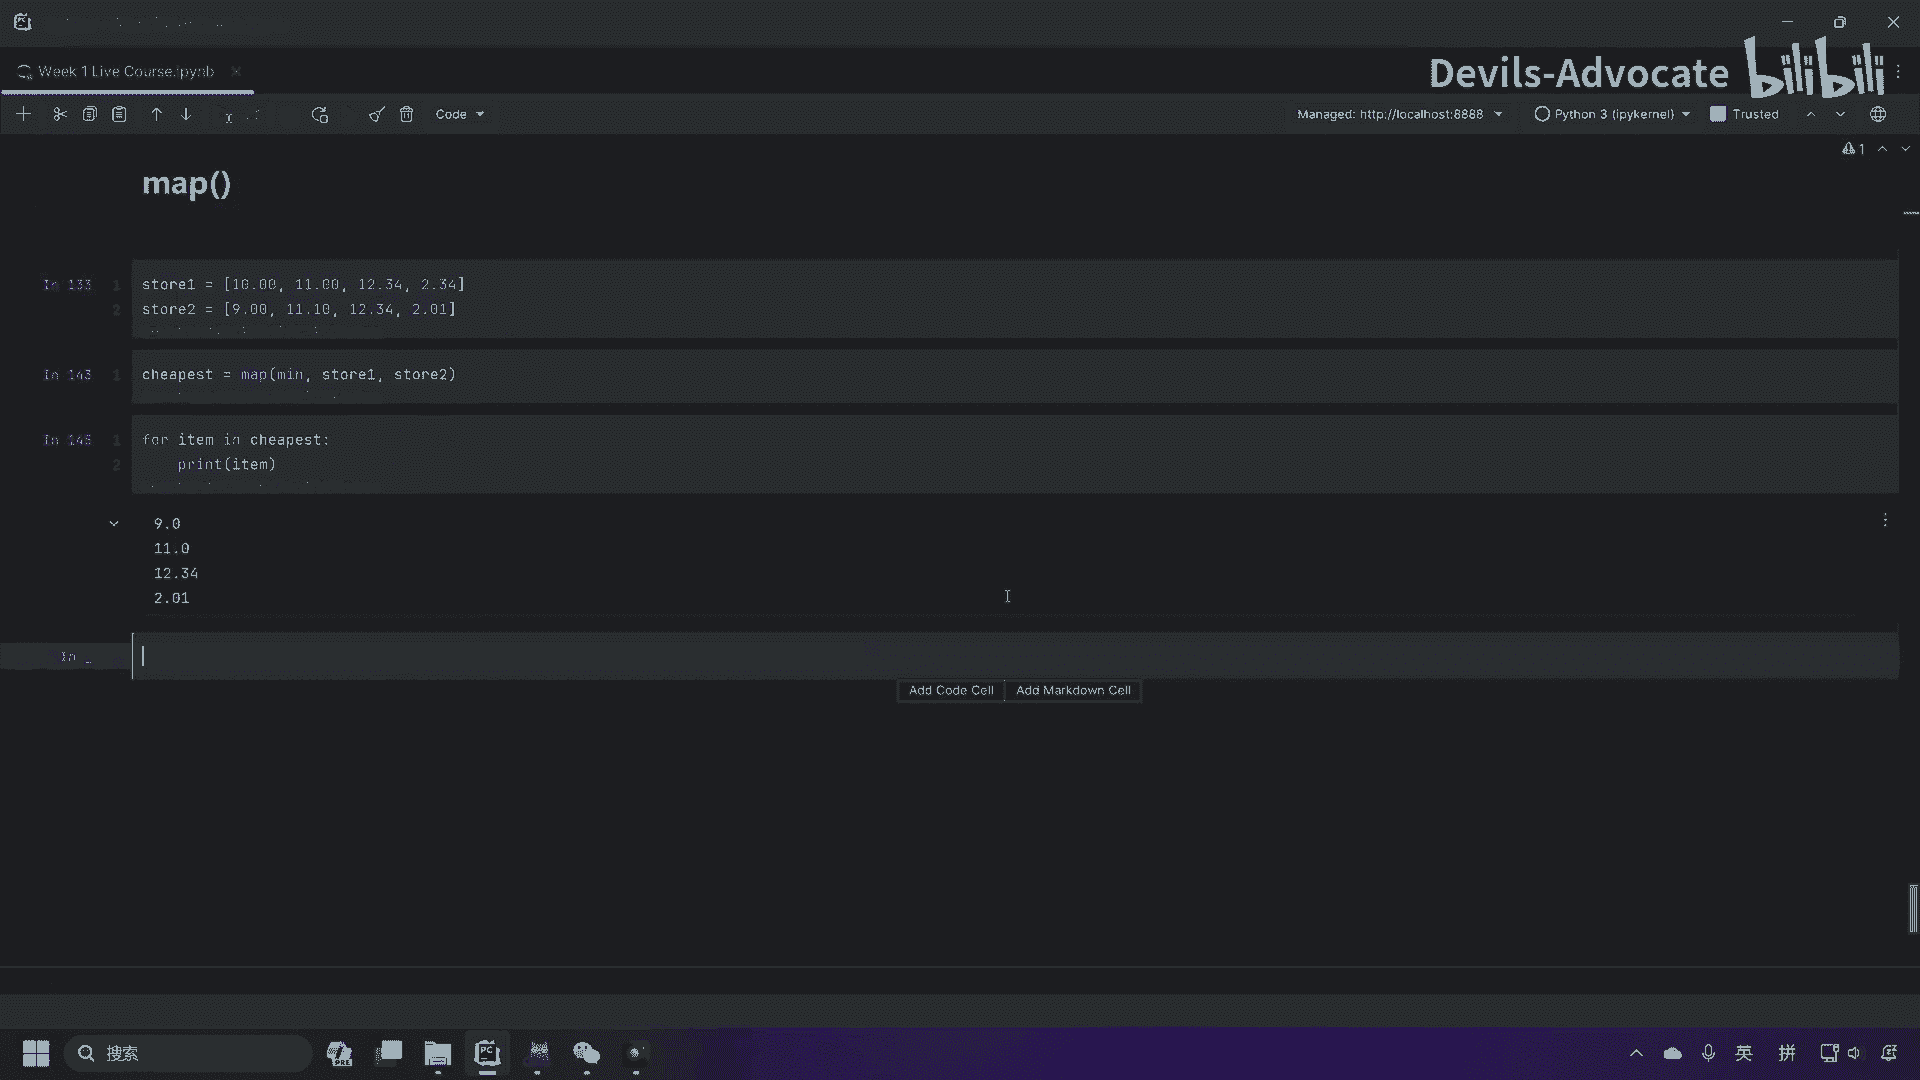 Week 1 Live Course.ipynb
Devils-Advocate bilibili
Code
Managed: http://localhost:8888
Python 3 (ipykernel)
Trusted
1
map()
In 133
1 store1 = [10.00, 11.00, 12.34, 2.34]
2 store2 = [9.00, 11.10, 12.34, 2.01]
In 143
1 cheapest = map(min, store1, store2)
1 for item in cheapest:
2 print(item)
9.0
11.0
12.34
2.01
In _
Add Code Cell
Add Markdown Cell
搜索
PRE
PC
英
拼